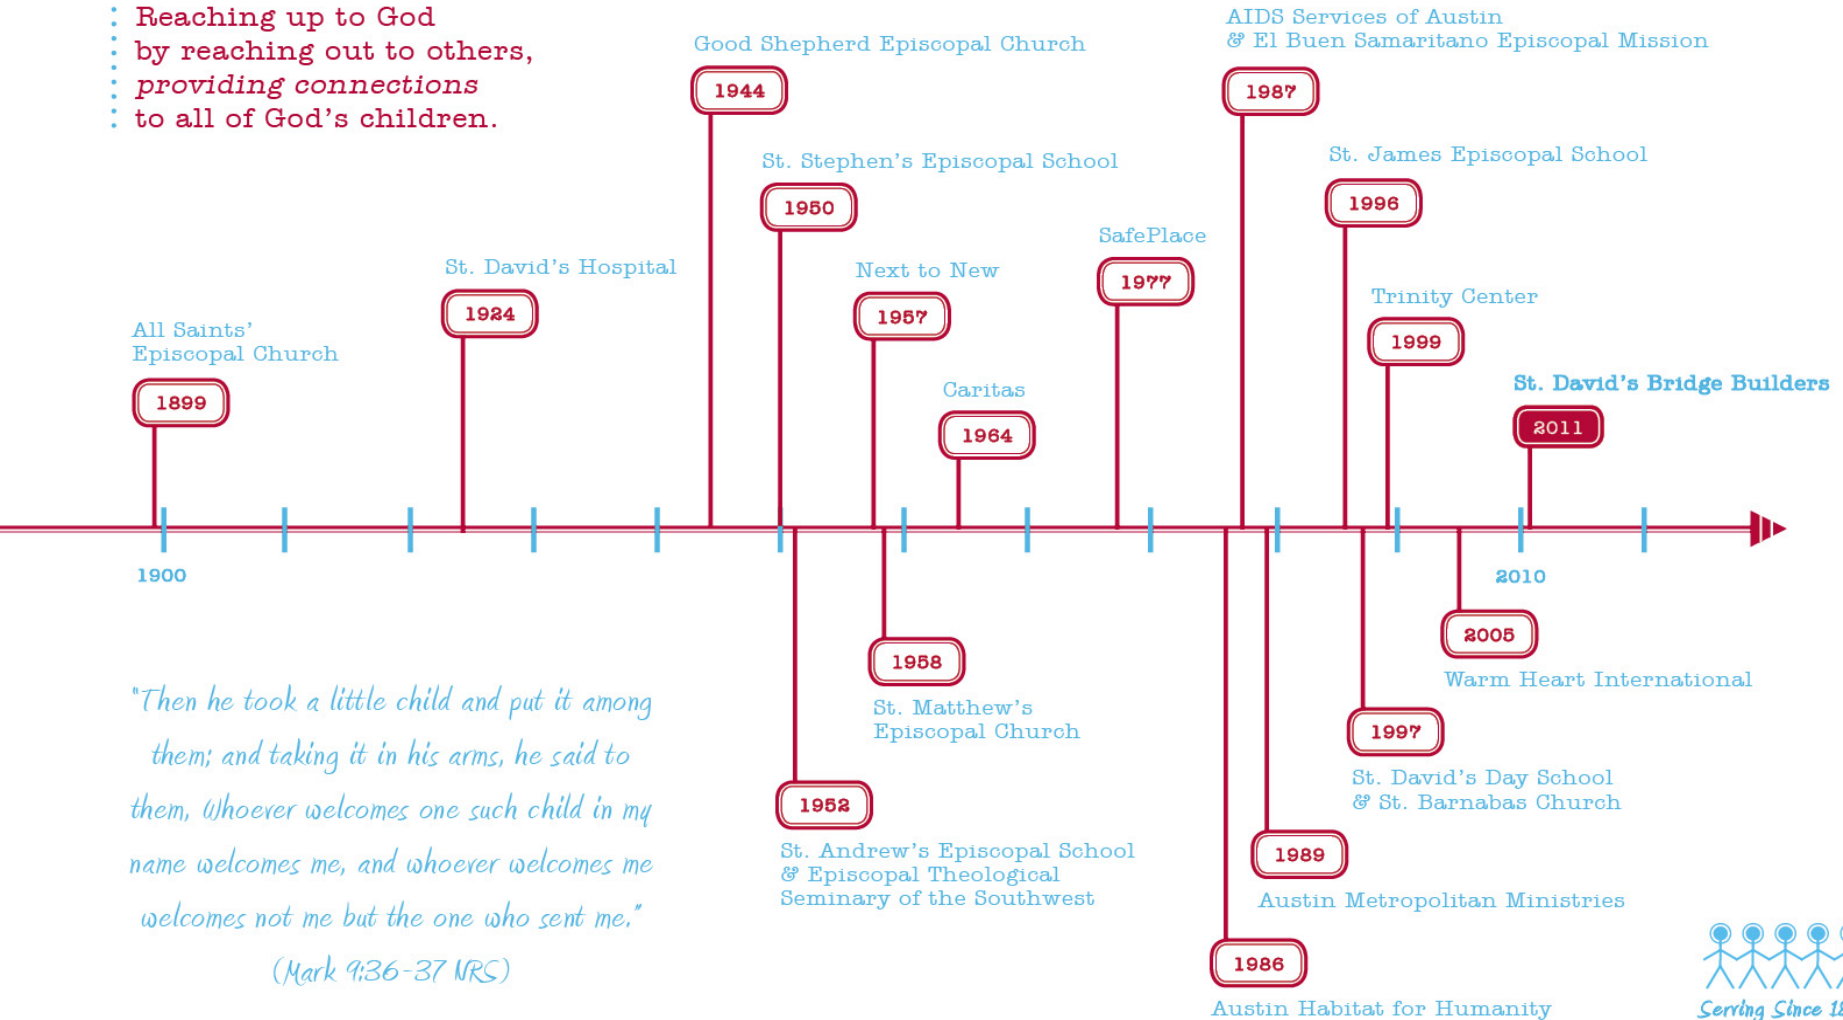 Reaching up to God
by reaching out to others,
providing connections
to all of God's children.
AIDS Services of Austin
& El Buen Samaritano Episcopal Mission
1987
Good Shepherd Episcopal Church
1944
St. Stephen's Episcopal School
1950
St. James Episcopal School
1996
SafePlace
1977
St. David's Hospital
1924
Next to New
1957
Trinity Center
1999
All Saints'
Episcopal Church
1899
Caritas
1964
St. David's Bridge Builders
2011
1900
2010
2005
Warm Heart International
1958
St. Matthew's
Episcopal Church
1997
St. David's Day School
& St. Barnabas Church
1952
St. Andrew's Episcopal School
& Episcopal Theological
Seminary of the Southwest
1989
Austin Metropolitan Ministries
1986
Austin Habitat for Humanity
"Then he took a little child and put it among
them; and taking it in his arms, he said to
them, Whoever welcomes one such child in my
name welcomes me, and whoever welcomes me
welcomes not me but the one who sent me."
(Mark 9:36-37 NRS)
Serving Since